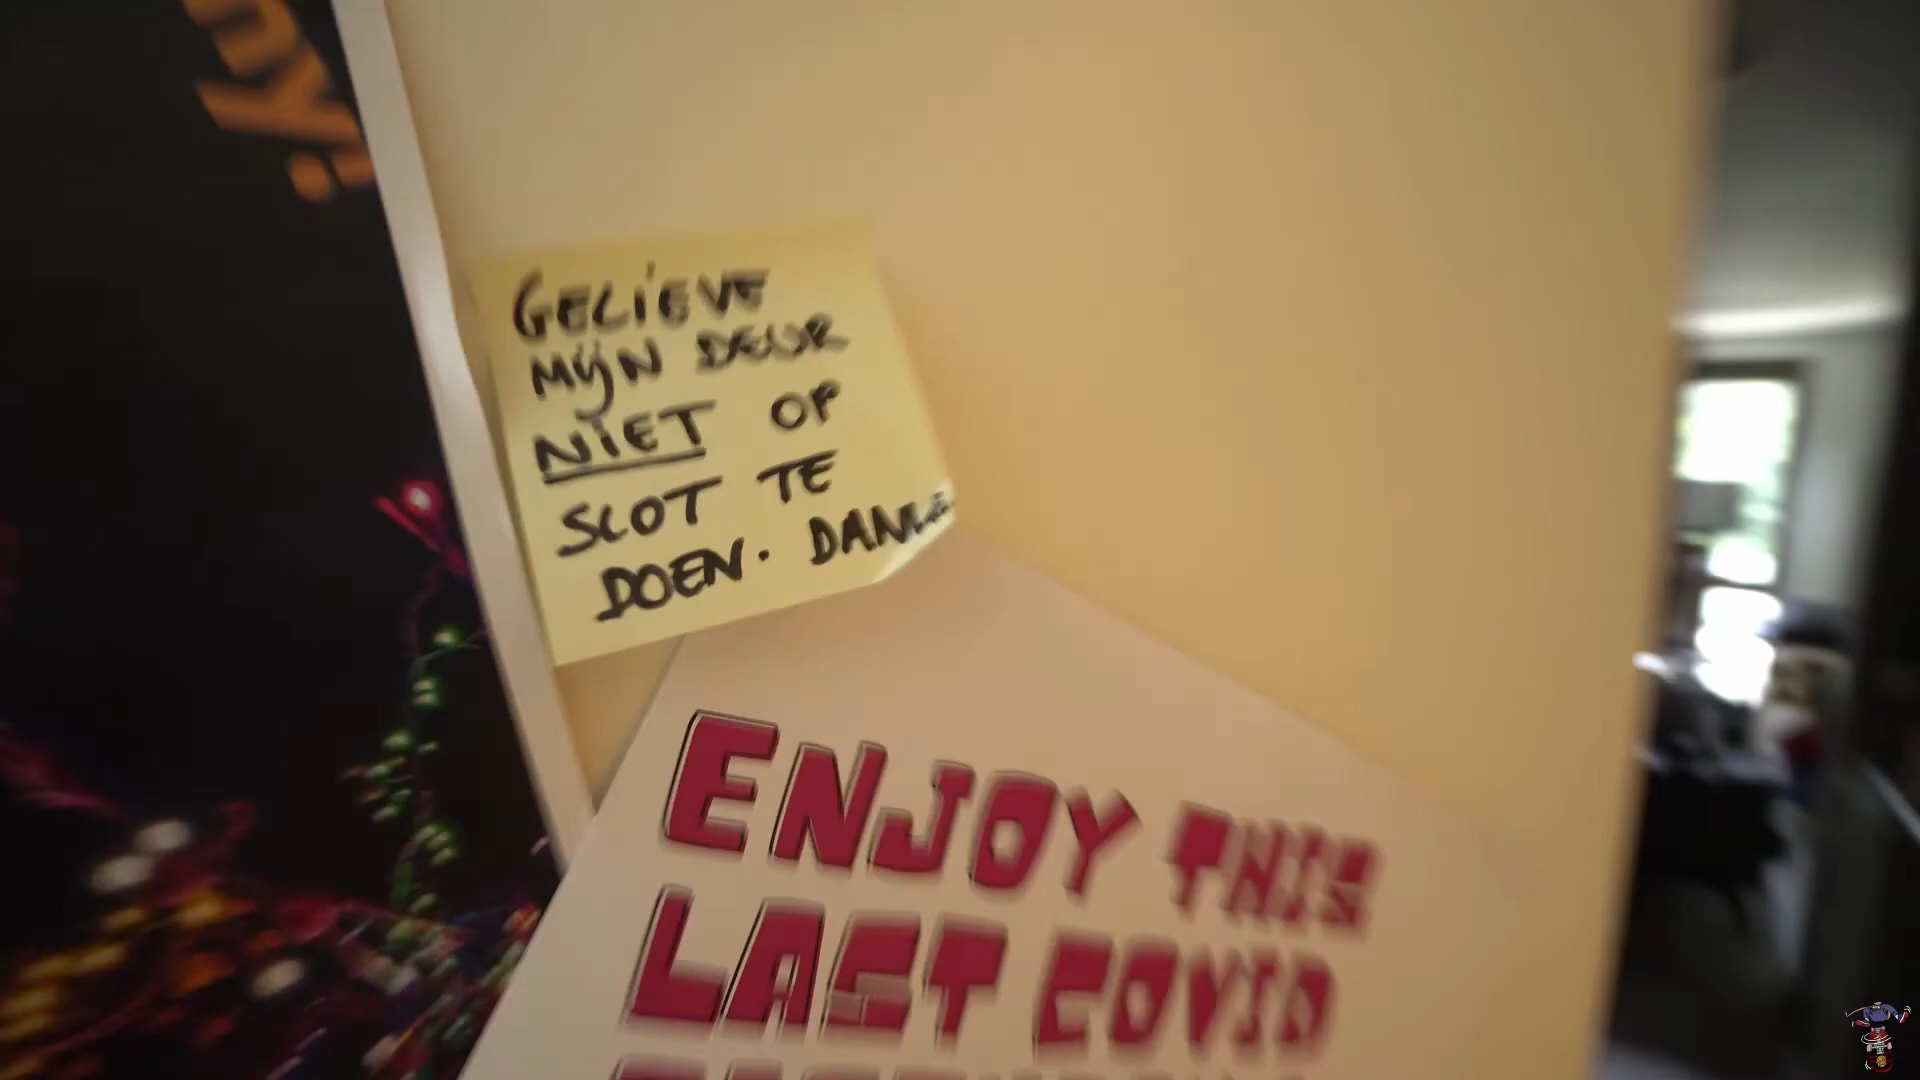 GELIEVE
MIJN DEUR
NIET OP
SLOT TE
DOEN.
ENJOY THIS
LAST COVID